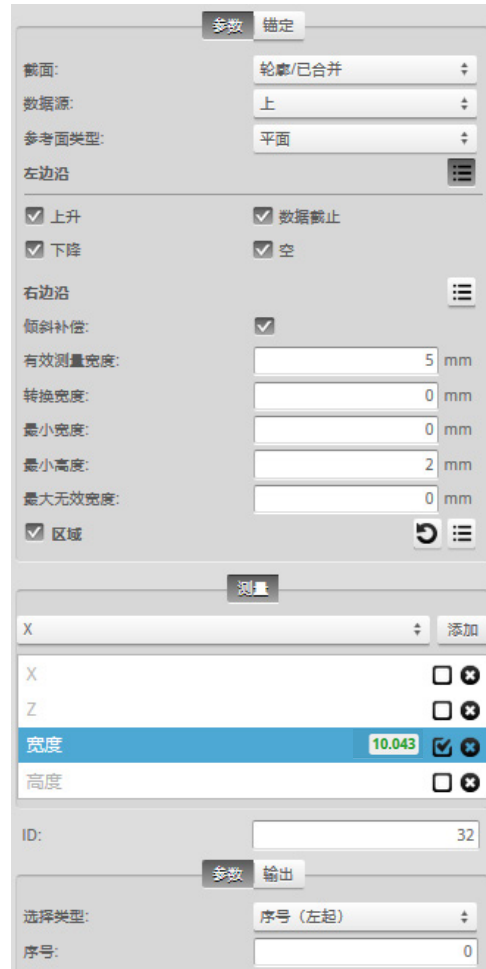 参数 锚定
截面: 轮廓/已合并
数据源: 上
参考面类型: 平面
左边沿
上升 数据截止
下降 空
右边沿
倾斜补偿:
有效测量宽度: 5 mm
转换宽度: 0 mm
最小宽度: 0 mm
最小高度: 2 mm
最大无效宽度: 0 mm
区域
测量
X 添加
X
Z
宽度 10.043
高度
ID: 32
参数 输出
选择类型: 序号（左起）
序号: 0